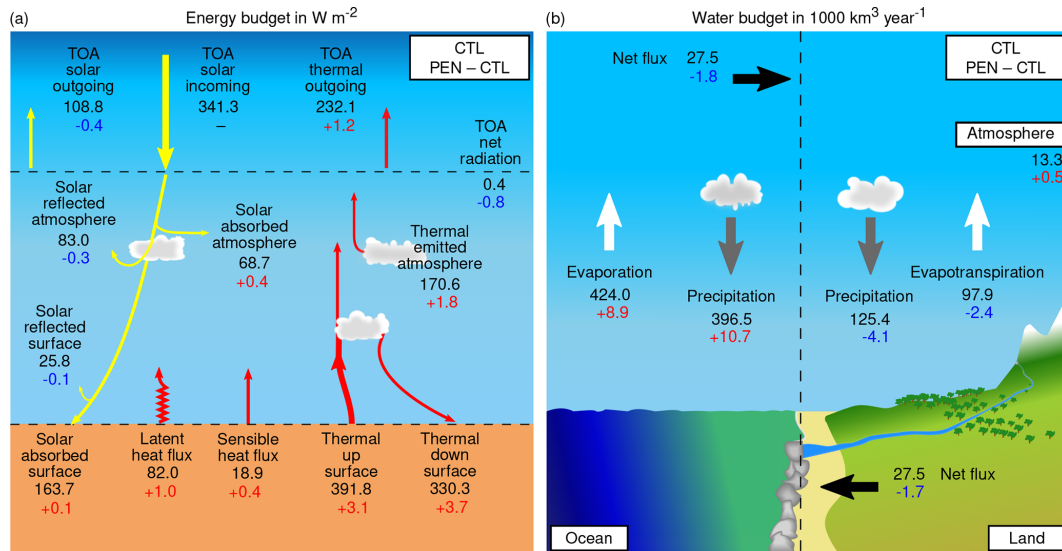 (a)
Energy budget in W m⁻²
CTL
PEN – CTL
TOA
solar
outgoing
108.8
-0.4
TOA
solar
incoming
341.3
–
TOA
thermal
outgoing
232.1
+1.2
TOA
net
radiation
0.4
-0.8
Solar
reflected
atmosphere
83.0
-0.3
Solar
absorbed
atmosphere
68.7
+0.4
Thermal
emitted
atmosphere
170.6
+1.8
Solar
reflected
surface
25.8
-0.1
Solar
absorbed
surface
163.7
+0.1
Latent
heat flux
82.0
+1.0
Sensible
heat flux
18.9
+0.4
Thermal
up
surface
391.8
+3.1
Thermal
down
surface
330.3
+3.7
(b)
Water budget in 1000 km³ year⁻¹
CTL
PEN – CTL
Net flux
27.5
-1.8
Atmosphere
13.3
+0.5
Evaporation
424.0
+8.9
Precipitation
396.5
+10.7
Precipitation
125.4
-4.1
Evapotranspiration
97.9
-2.4
27.5 Net flux
-1.7
Ocean
Land